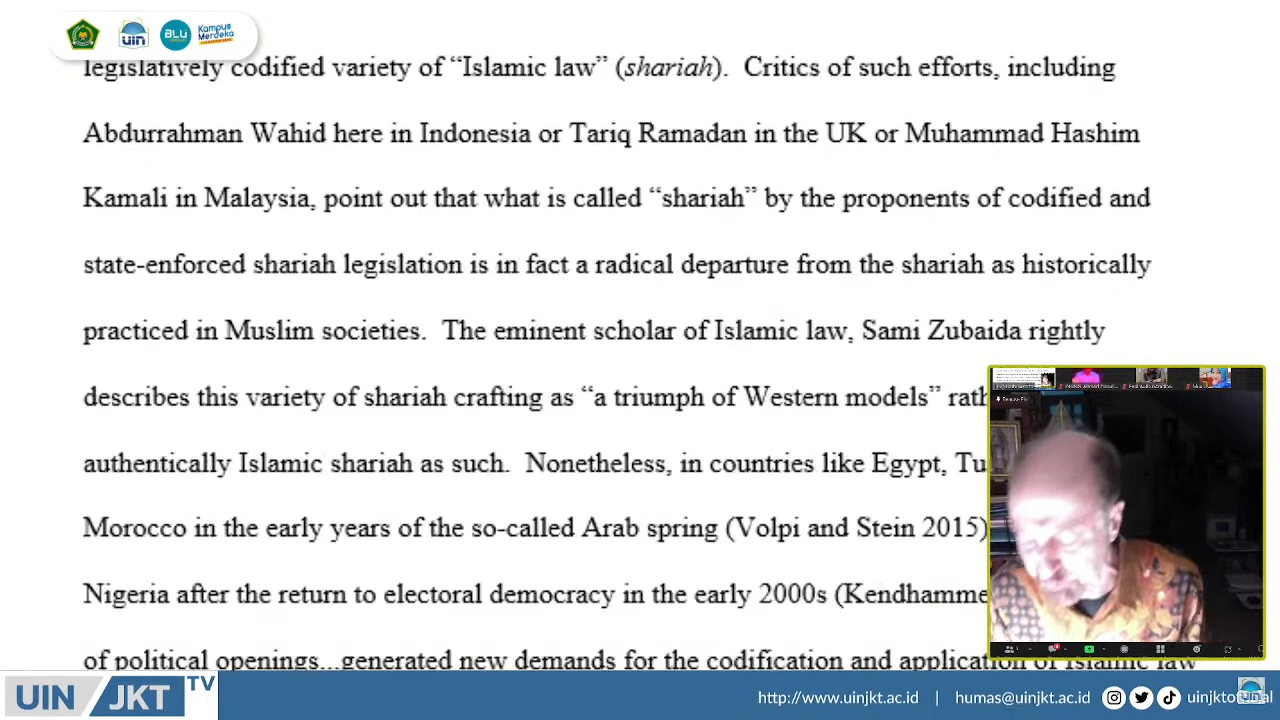 uin
BLU
Kampus
Merdeka
legislatively codified variety of “Islamic law” (shariah).  Critics of such efforts, including
Abdurrahman Wahid here in Indonesia or Tariq Ramadan in the UK or Muhammad Hashim
Kamali in Malaysia, point out that what is called “shariah” by the proponents of codified and
state-enforced shariah legislation is in fact a radical departure from the shariah as historically
practiced in Muslim societies.  The eminent scholar of Islamic law, Sami Zubaida rightly
describes this variety of shariah crafting as “a triumph of Western models”
authentically Islamic shariah as such.  Nonetheless, in countries like Egypt,
Morocco in the early years of the so-called Arab spring (Volpi and Stein 2015)
Nigeria after the return to electoral democracy in the early 2000s
of political openings...generated new demands for the codification and application of Islamic law
UIN JKT TV
http://www.uinjkt.ac.id | humas@uinjkt.ac.id